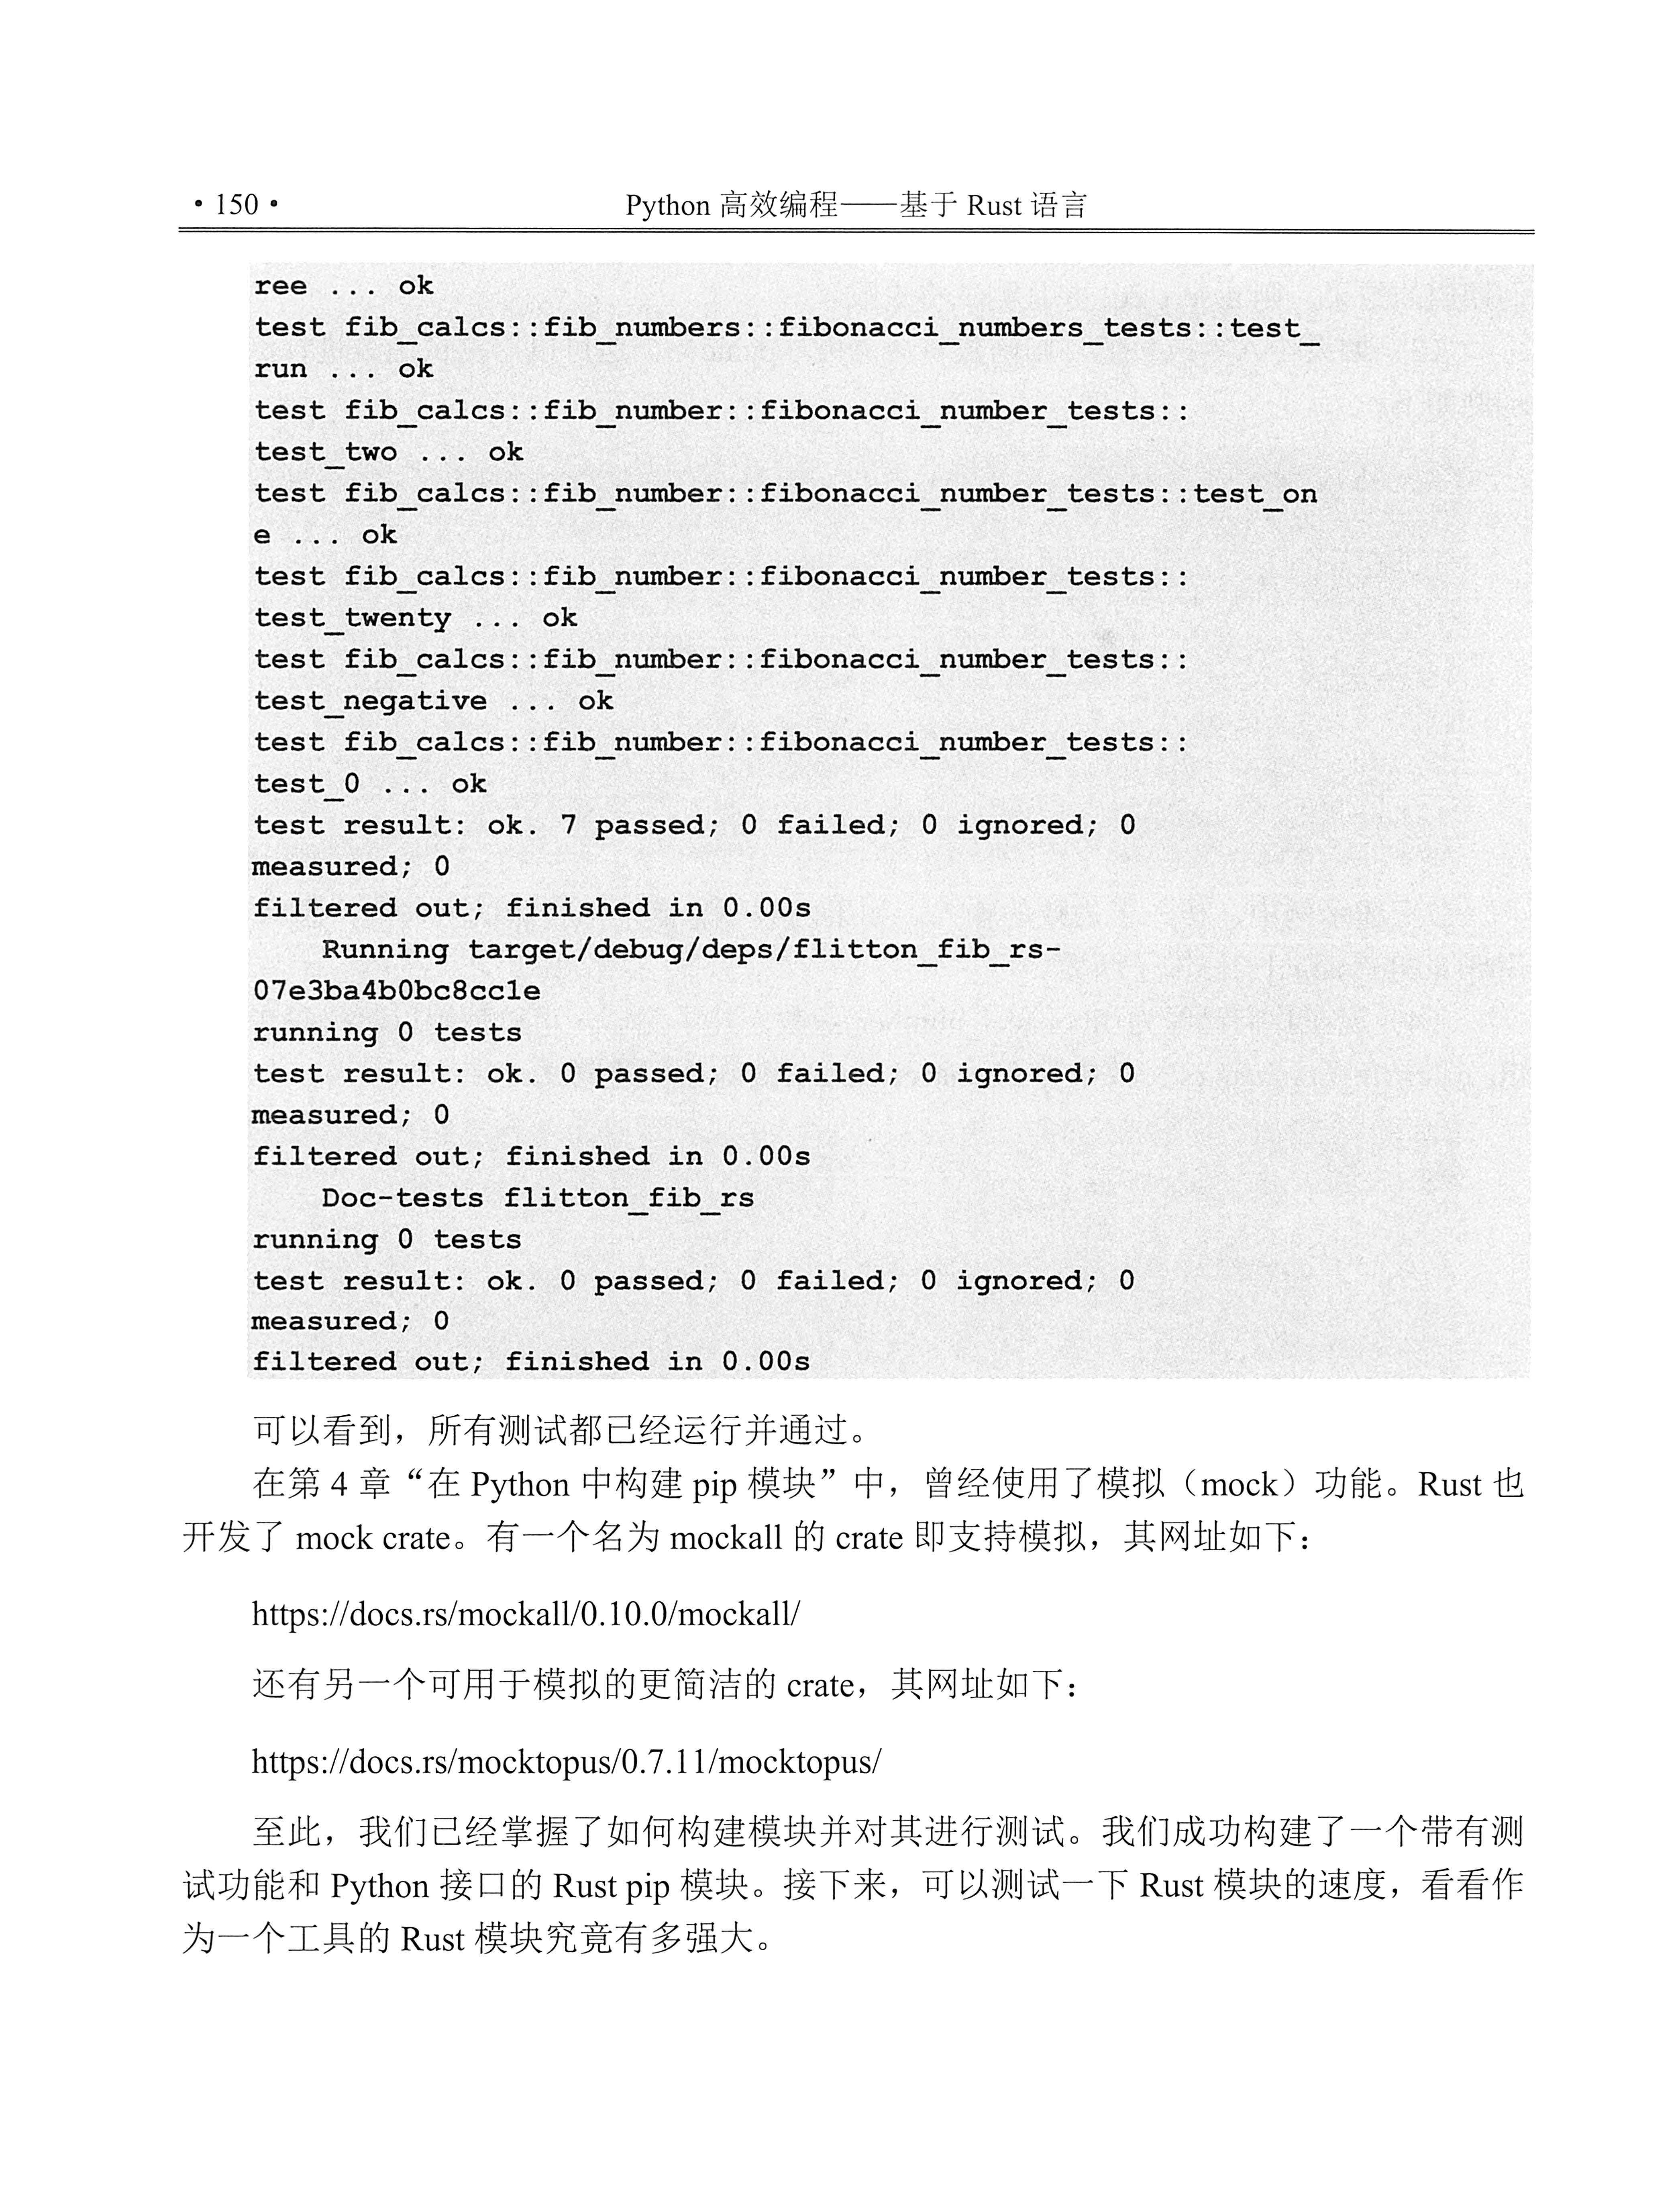 • 150 •
Python 高效编程——基于 Rust 语言
ree ... ok
test fib_calcs::fib_numbers::fibonacci_numbers_tests::test_
run ... ok
test fib_calcs::fib_number::fibonacci_number_tests::
test_two ... ok
test fib_calcs::fib_number::fibonacci_number_tests::test_on
e ... ok
test fib_calcs::fib_number::fibonacci_number_tests::
test_twenty ... ok
test fib_calcs::fib_number::fibonacci_number_tests::
test_negative ... ok
test fib_calcs::fib_number::fibonacci_number_tests::
test_0 ... ok
test result: ok. 7 passed; 0 failed; 0 ignored; 0
measured; 0
filtered out; finished in 0.00s
    Running target/debug/deps/flitton_fib_rs-
07e3ba4b0bc8cc1e
running 0 tests
test result: ok. 0 passed; 0 failed; 0 ignored; 0
measured; 0
filtered out; finished in 0.00s
    Doc-tests flitton_fib_rs
running 0 tests
test result: ok. 0 passed; 0 failed; 0 ignored; 0
measured; 0
filtered out; finished in 0.00s
可以看到，所有测试都已经运行并通过。
在第 4 章“在 Python 中构建 pip 模块”中，曾经使用了模拟（mock）功能。Rust 也
开发了 mock crate。有一个名为 mockall 的 crate 即支持模拟，其网址如下：
https://docs.rs/mockall/0.10.0/mockall/
还有另一个可用于模拟的更简洁的 crate，其网址如下：
https://docs.rs/mocktopus/0.7.11/mocktopus/
至此，我们已经掌握了如何构建模块并对其进行测试。我们成功构建了一个带有测
试功能和 Python 接口的 Rust pip 模块。接下来，可以测试一下 Rust 模块的速度，看看作
为一个工具的 Rust 模块究竟有多强大。